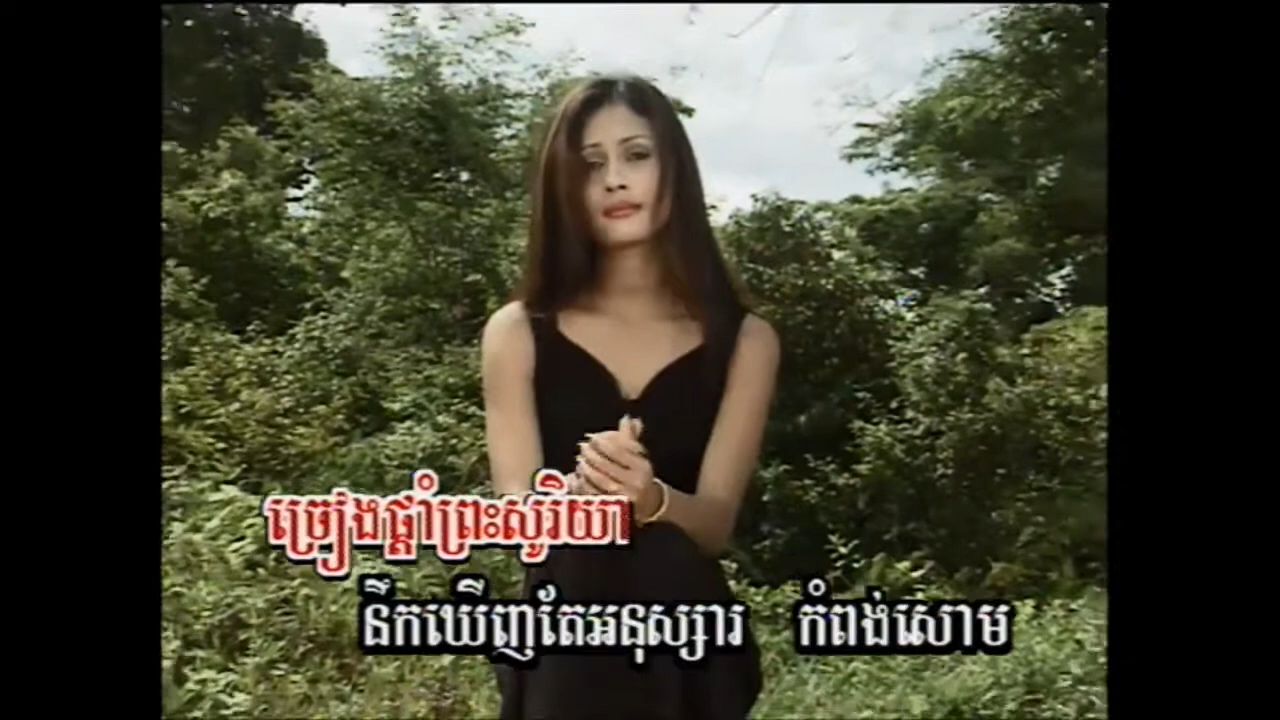 ច្រៀងផ្តាំព្រះសូរិយា
នឹកឃើញតែអនុស្សារ កំពង់សោម